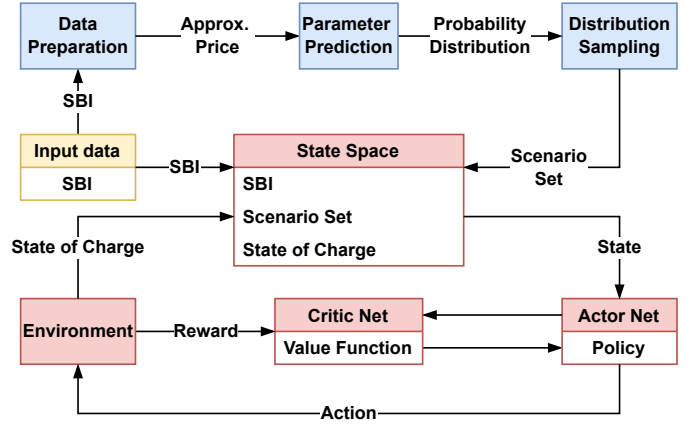 Data
Preparation
Approx.
Price
Parameter
Prediction
Probability
Distribution
Distribution
Sampling
SBI
Input data
SBI
SBI
State Space
SBI
Scenario Set
State of Charge
Scenario
Set
State of Charge
State
Environment
Reward
Critic Net
Value Function
Actor Net
Policy
Action